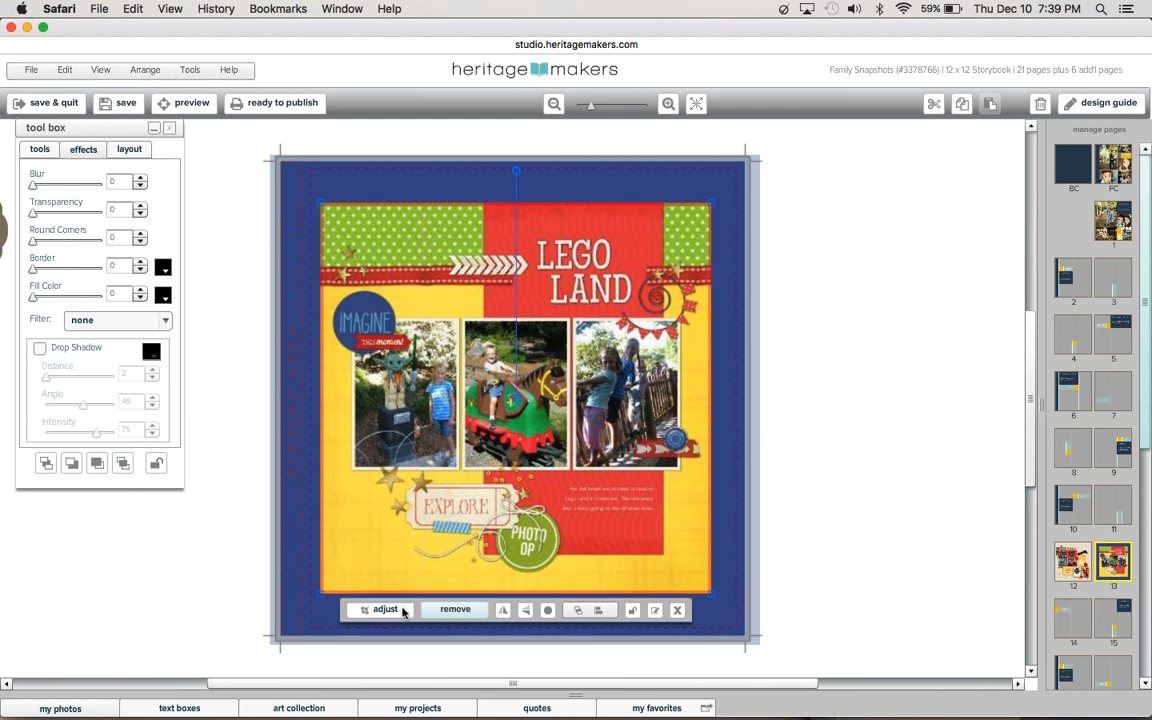 Safari File Edit View History Bookmarks Window Help 59% Thu Dec 10 7:39 PM
studio.heritagemakers.com
File Edit View Arrange Tools Help
heritage makers
Family Snapshots (#3378766) | 12 x 12 Storybook | 21 pages plus 6 add'l pages
save & quit save preview ready to publish design guide
tool box
tools effects layout
Blur 0
Transparency 0
Round Corners 0
Border 0
Fill Color 0
Filter: none
Drop Shadow
Distance 2
Angle 45
Intensity 75
LEGO
LAND
IMAGINE
THIS moment
EXPLORE
PHOTO
OP
adjust remove
manage pages
BC FC
1
2 3
4 5
6 7
8 9
10 11
12 13
14 15
my photos text boxes art collection my projects quotes my favorites